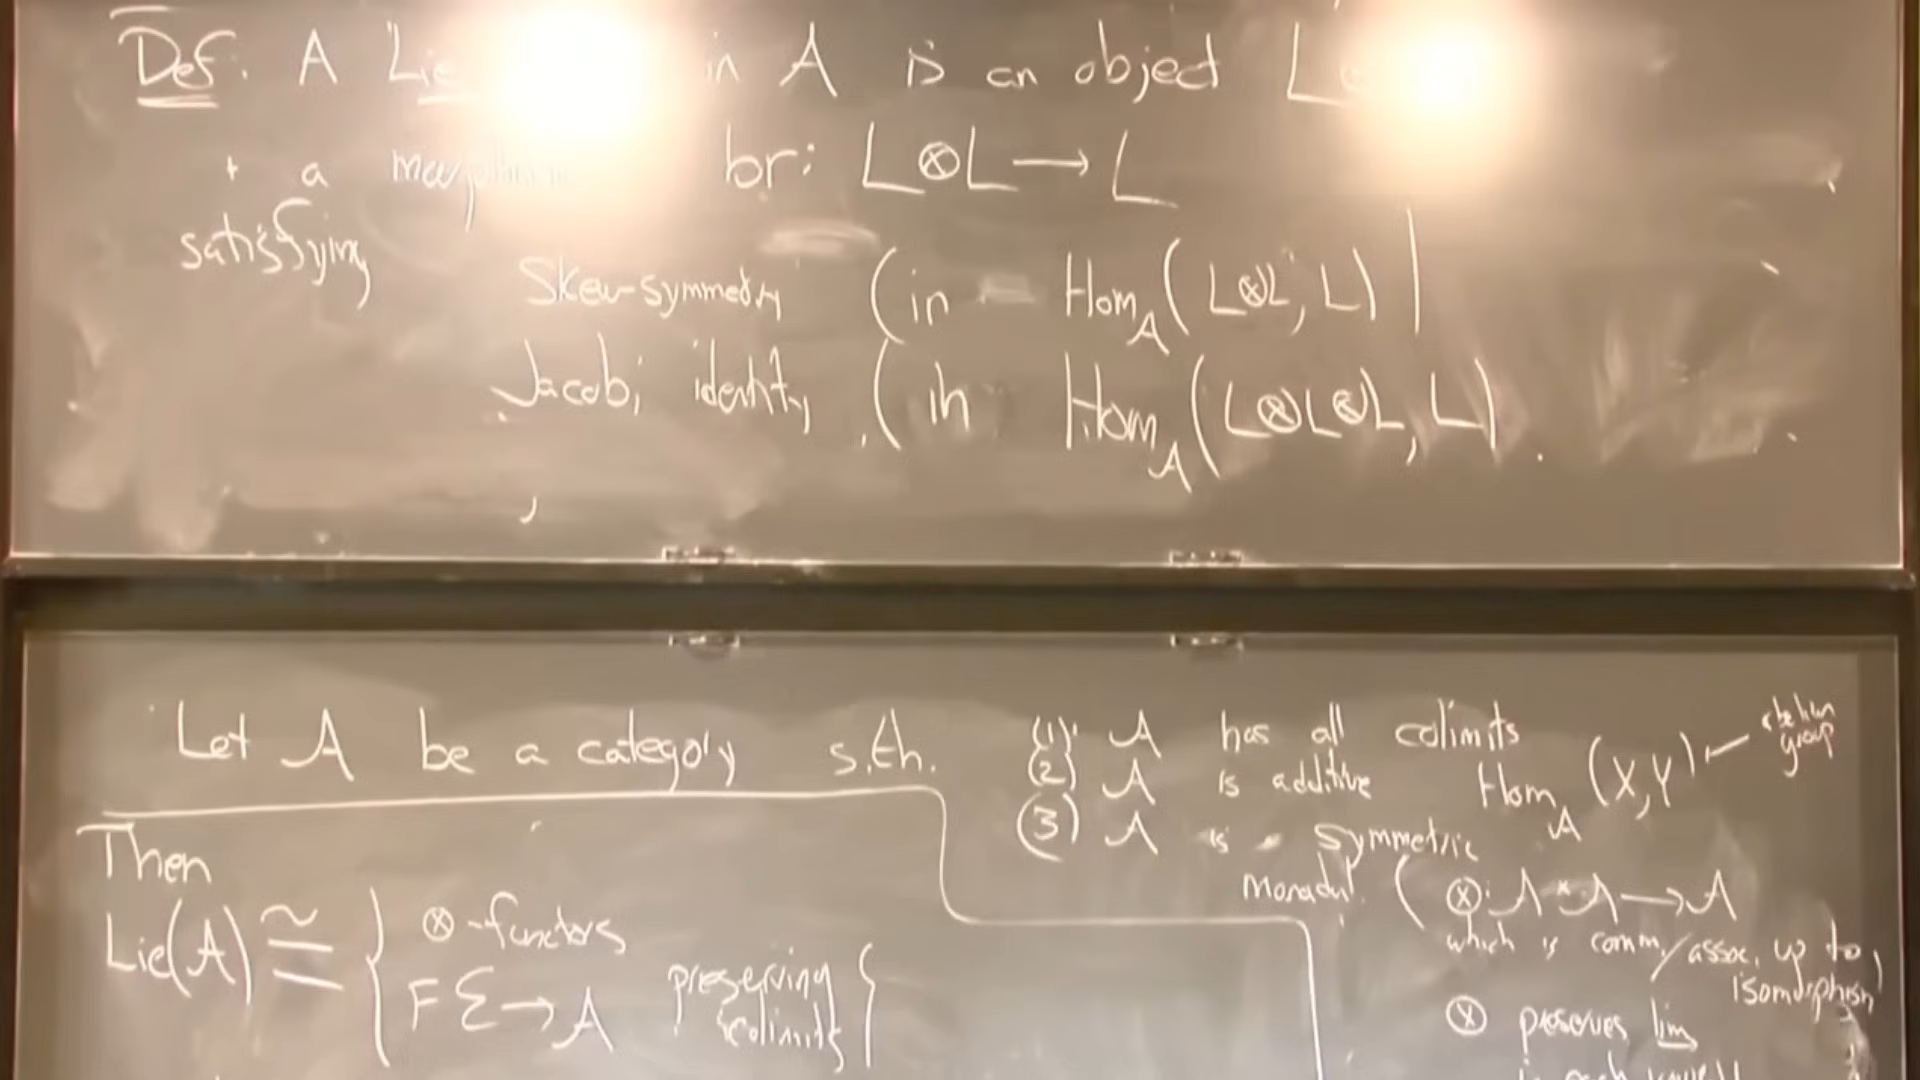 Def. A Lie in A is an object L
+ a br: L⊗L → L
satisfying
Skew-symmetry (in Hom_A(L⊗L, L)
Jacobi identity (in Hom_A(L⊗L⊗L, L)
Let A be a category s.th.
(1) A has all colimits
(2) A is additive Hom_A(X,Y)
group
(3) A is symmetric
(⊗: A × A → A
which is comm./assoc. up to
isomorphism)
⊗ preserves lim
Then
Lie(A) ≅ { ⊗-functors
F E → A preserving
colimits }